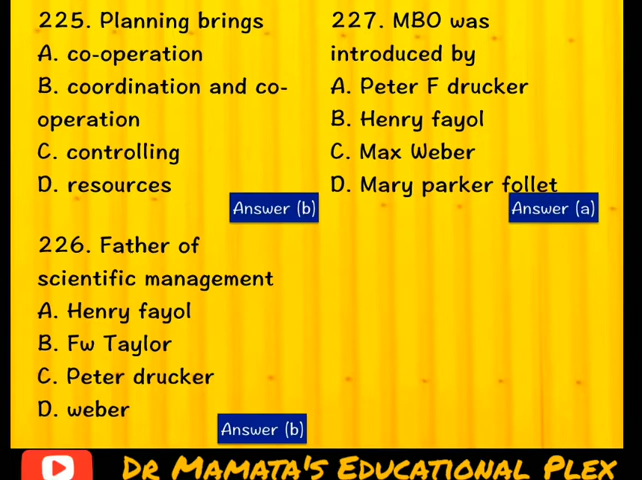 225. Planning brings
A. co-operation
B. coordination and co-
operation
C. controlling
D. resources
Answer (b)
226. Father of
scientific management
A. Henry fayol
B. Fw Taylor
C. Peter drucker
D. weber
Answer (b)
227. MBO was
introduced by
A. Peter F drucker
B. Henry fayol
C. Max Weber
D. Mary parker follet
Answer (a)
DR MAMATA'S EDUCATIONAL PLEX